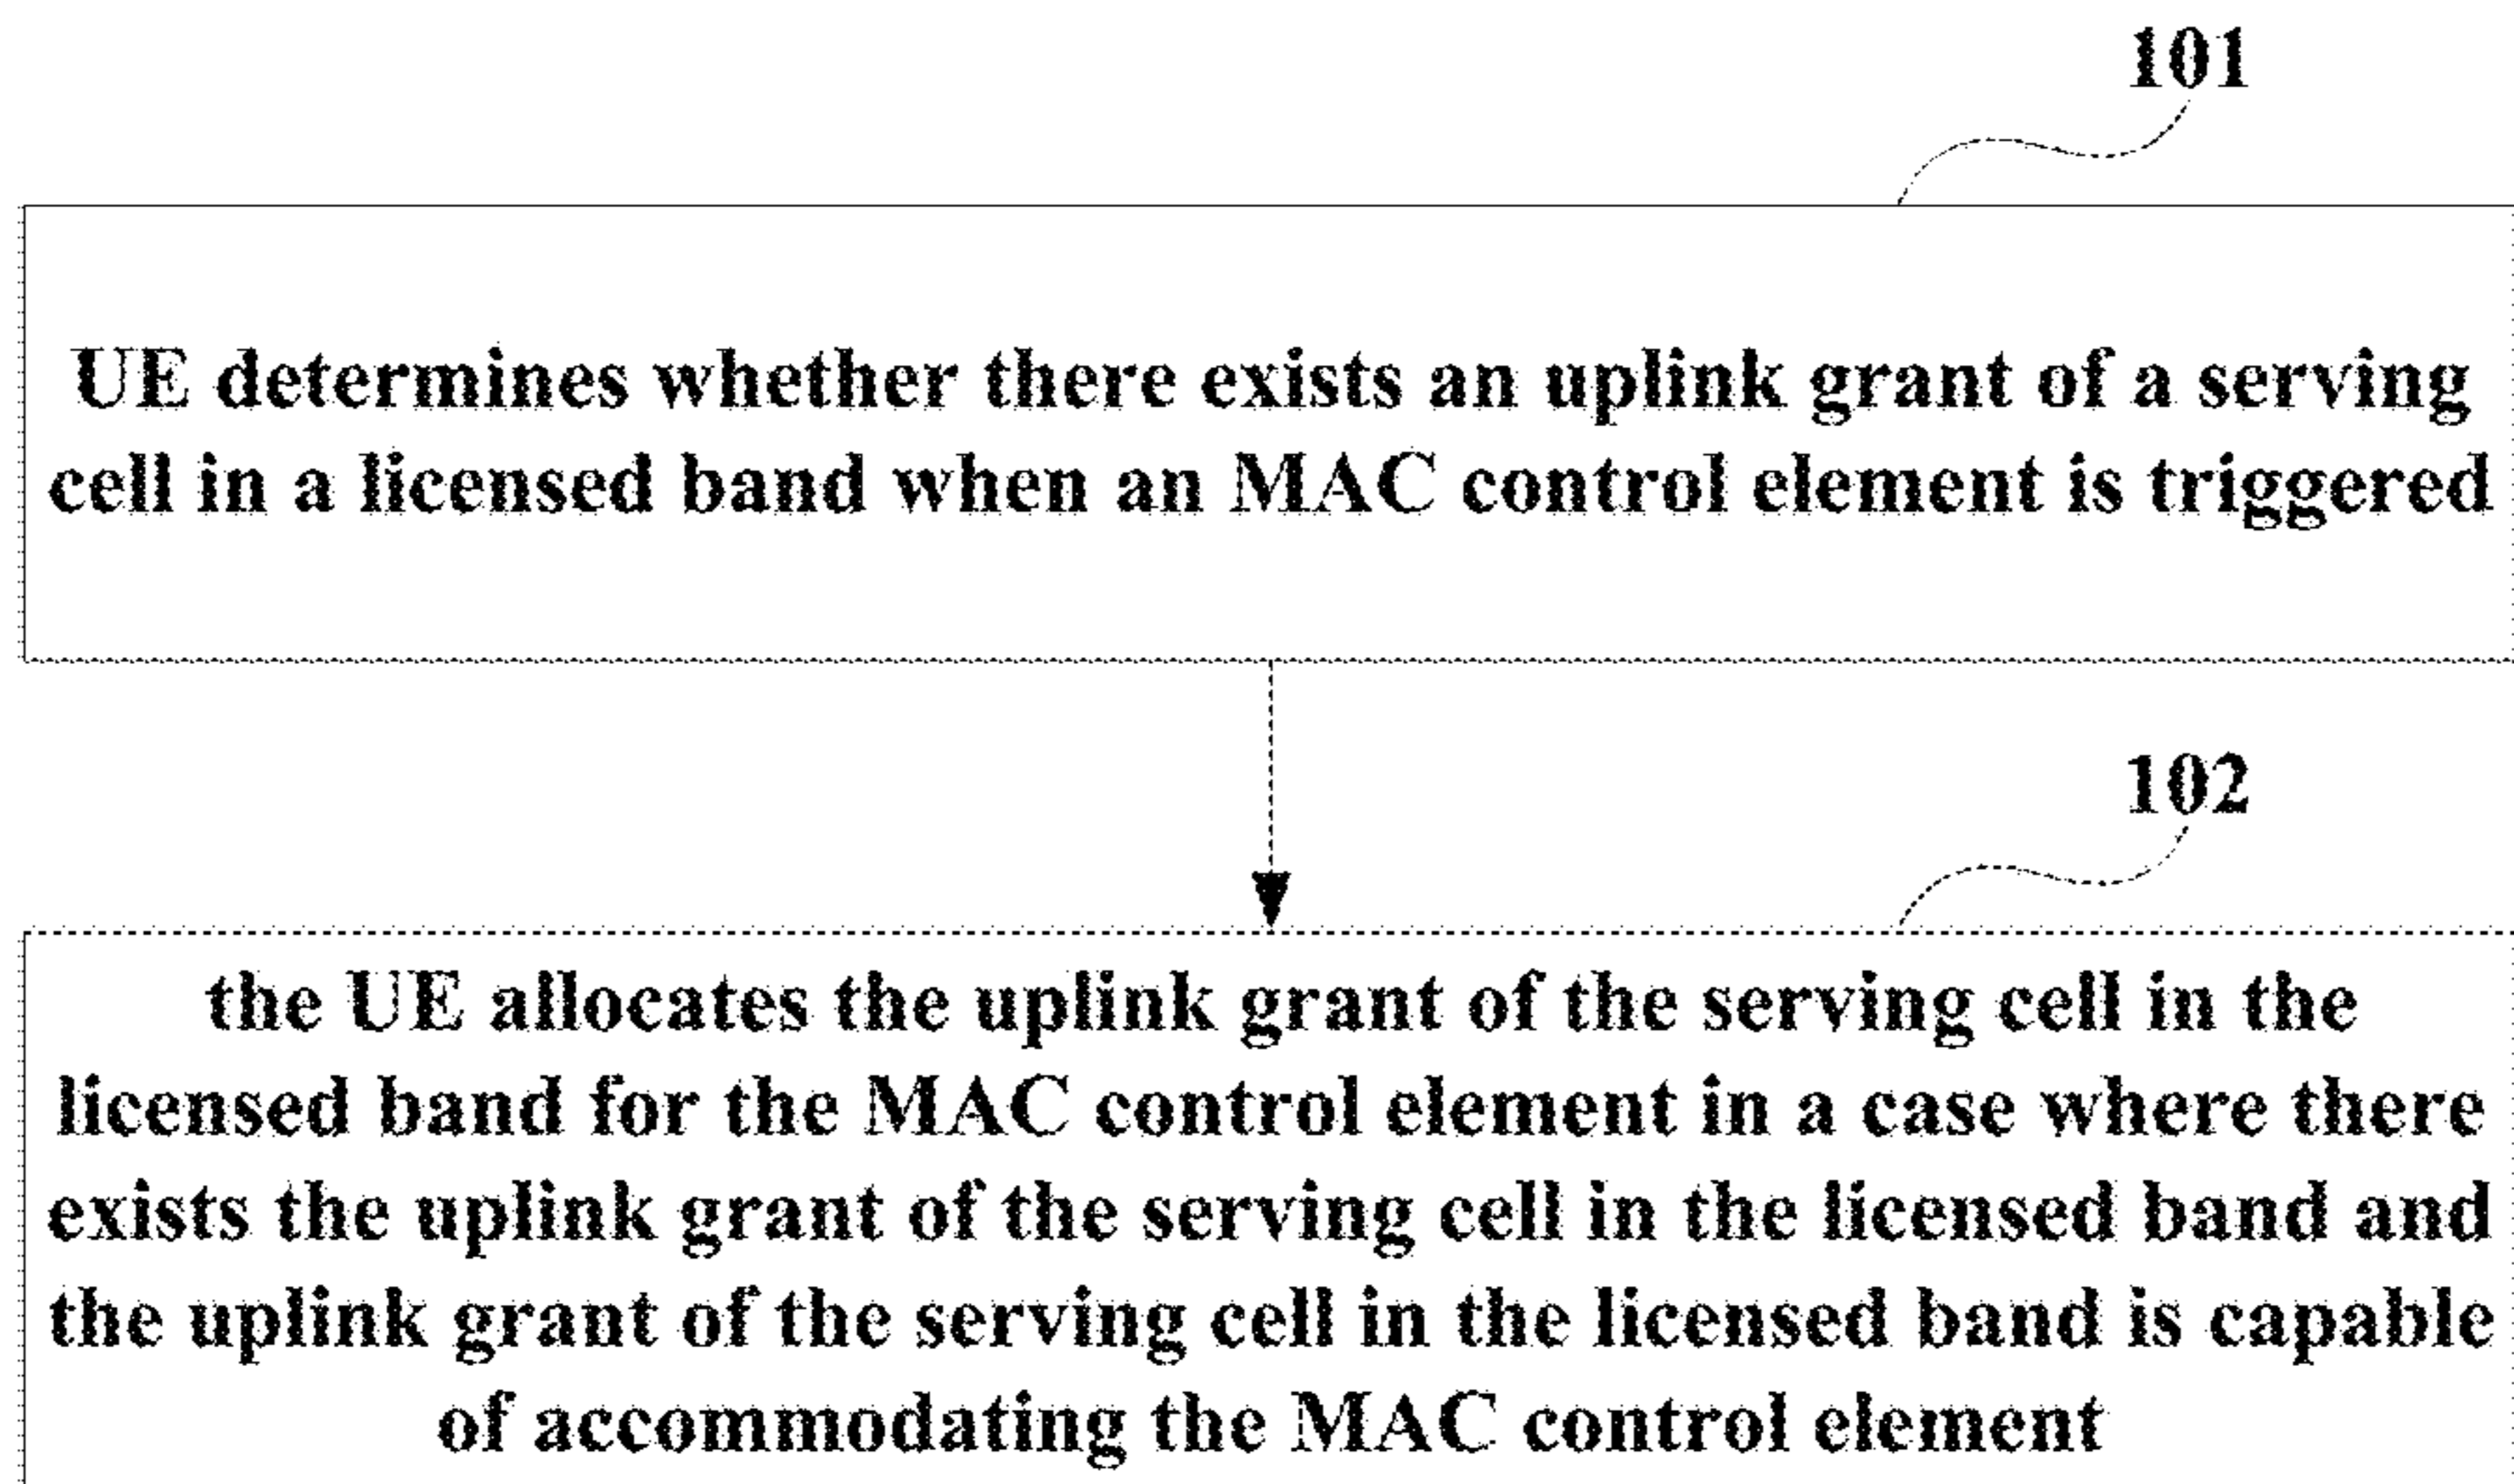 101
UE determines whether there exists an uplink grant of a serving
cell in a licensed band when an MAC control element is triggered
102
the UE allocates the uplink grant of the serving cell in the
licensed band for the MAC control element in a case where there
exists the uplink grant of the serving cell in the licensed band and
the uplink grant of the serving cell in the licensed band is capable
of accommodating the MAC control element